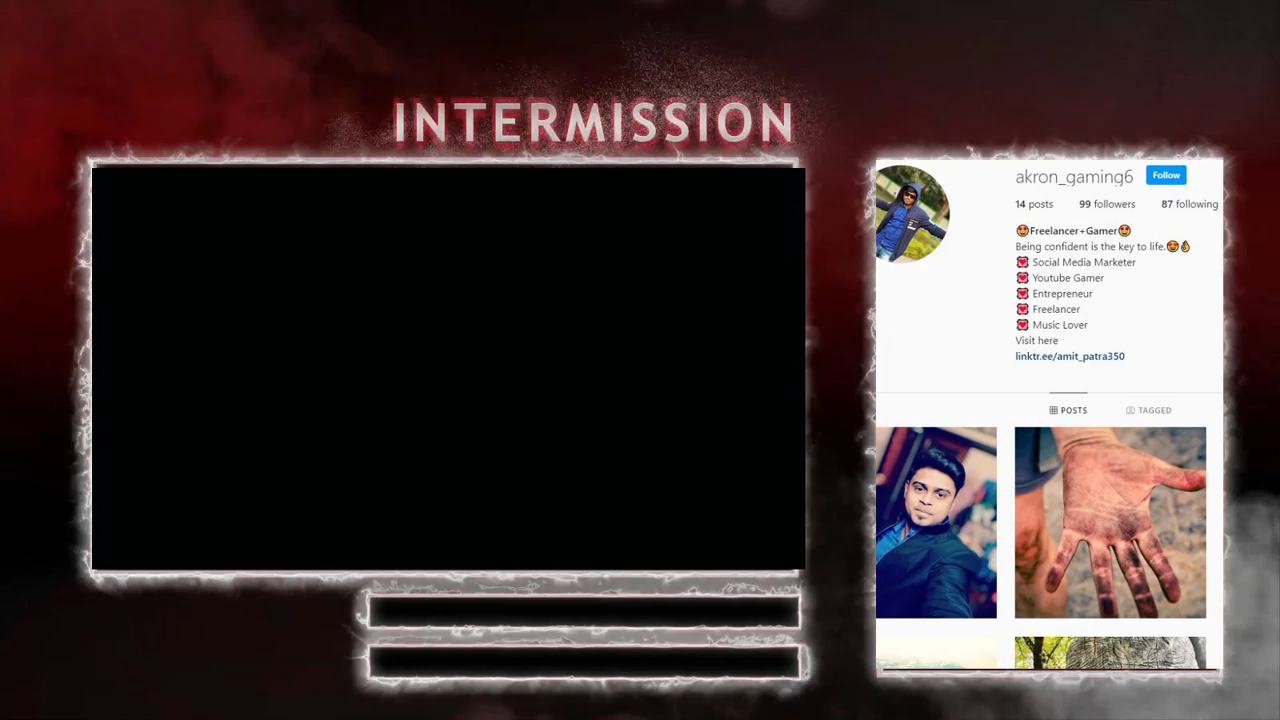 INTERMISSION
akron_gaming6 Follow
14 posts 99 followers 87 following
🤩Freelancer+Gamer🤩
Being confident is the key to life.🤩👌
💟 Social Media Marketer
💟 Youtube Gamer
💟 Entrepreneur
💟 Freelancer
💟 Music Lover
Visit here
linktr.ee/amit_patra350
POSTS TAGGED